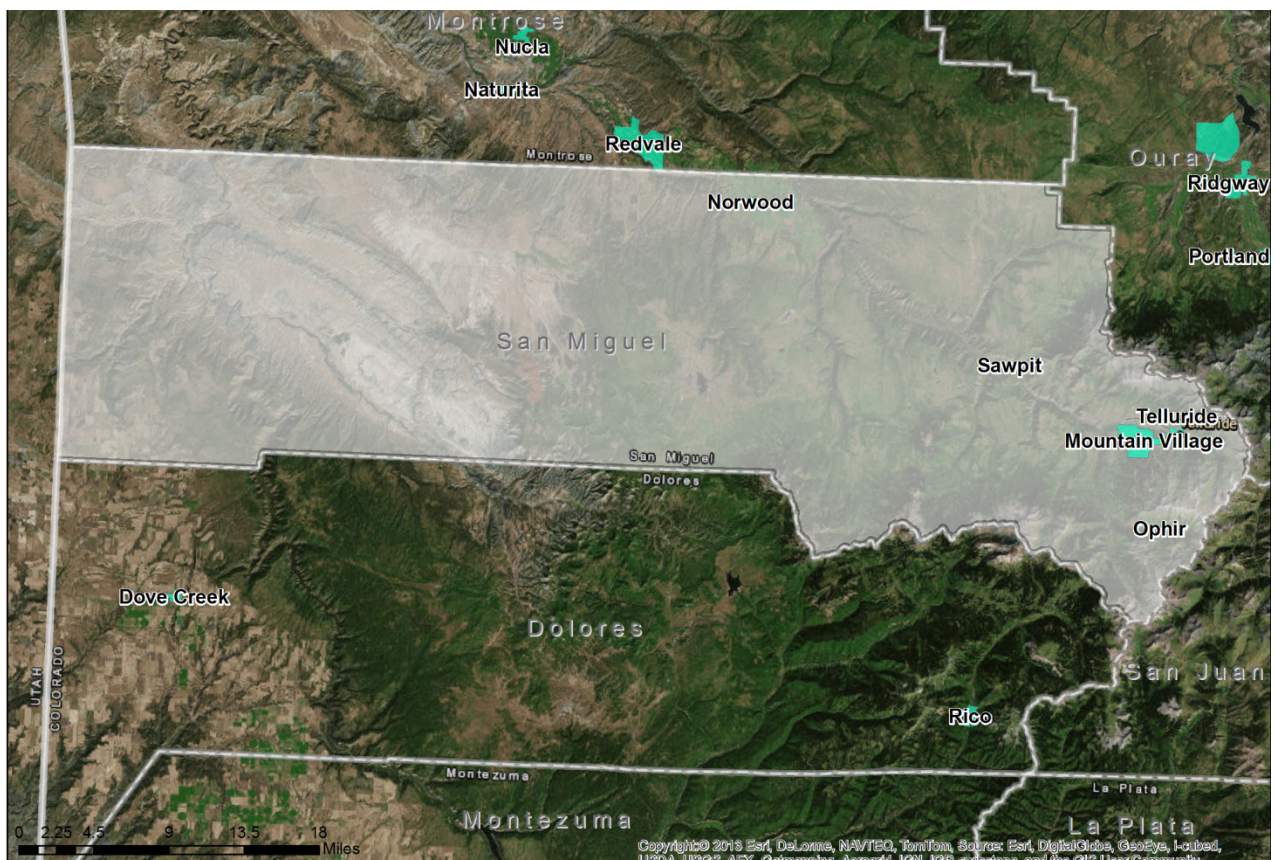 Montrose
Nucla
Naturita
Redvale
Montrose
Ouray
Ridgway
Norwood
Portland
San Miguel
Sawpit
Telluride
Mountain Village
San Miguel
Dolores
Ophir
Dove Creek
Dolores
UTAH
COLORADO
San Juan
Rico
Montezuma
La Plata
Montezuma
La Plata
0 2.25 4.5 9 13.5 18
Miles
Copyright:© 2013 Esri, DeLorme, NAVTEQ, TomTom, Source: Esri, DigitalGlobe, GeoEye, i-cubed,